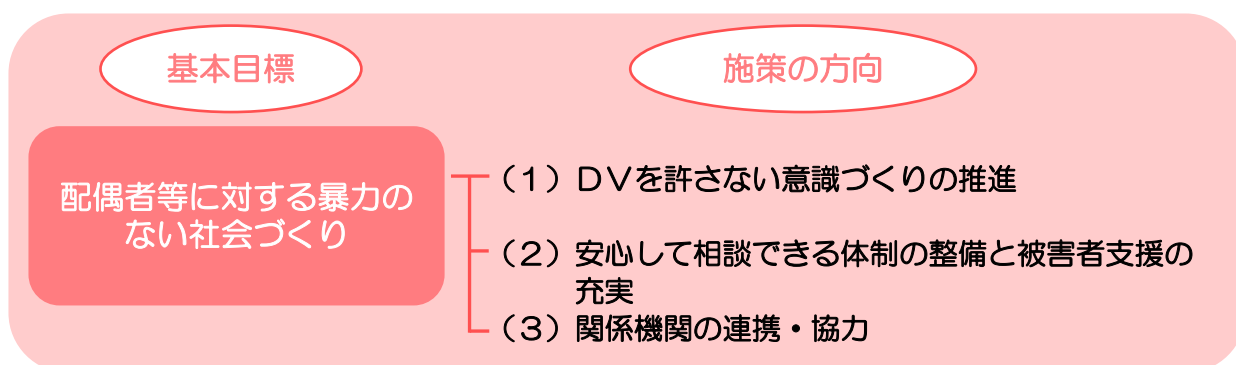 基本目標
施策の方向
配偶者等に対する暴力の
ない社会づくり
（１）ＤＶを許さない意識づくりの推進
（２）安心して相談できる体制の整備と被害者支援の
充実
（３）関係機関の連携・協力